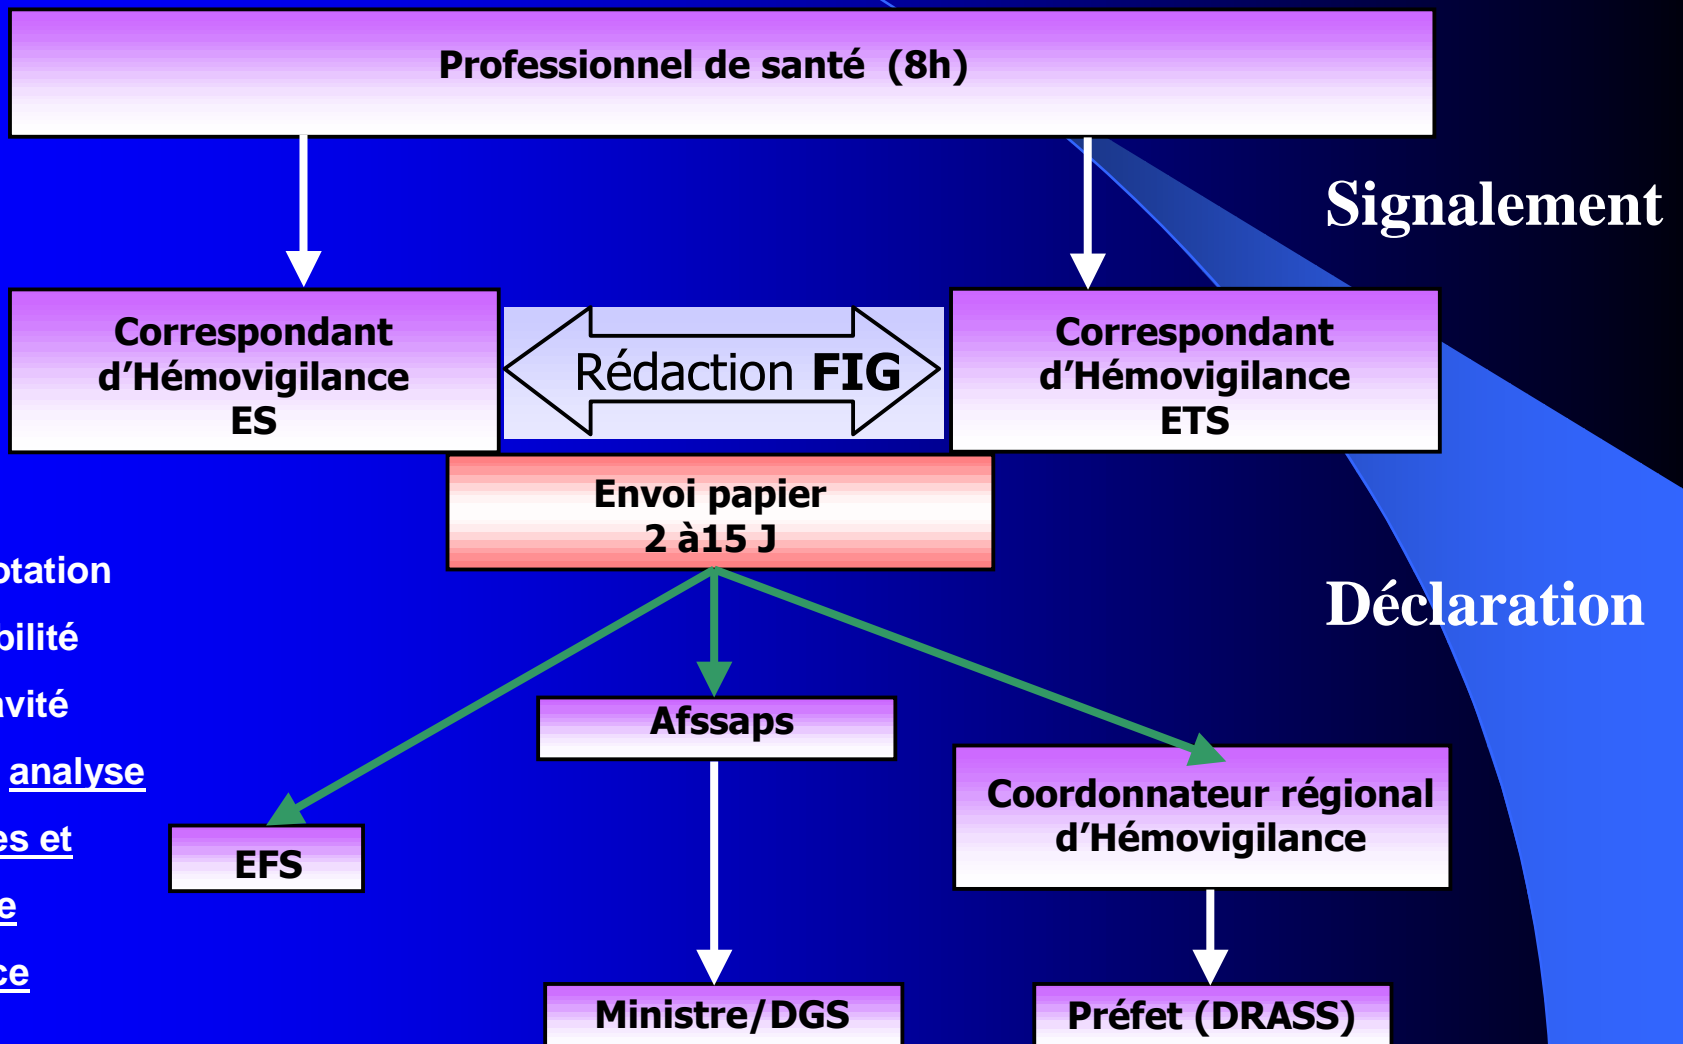 Professionnel de santé (8h)
Signalement
Correspondant
d’Hémovigilance
ES
Rédaction FIG
Correspondant
d’Hémovigilance
ETS
Envoi papier
2 à15 J
Déclaration
analyse
et
Afssaps
Coordonnateur régional
d’Hémovigilance
EFS
Ministre/DGS
Préfet (DRASS)